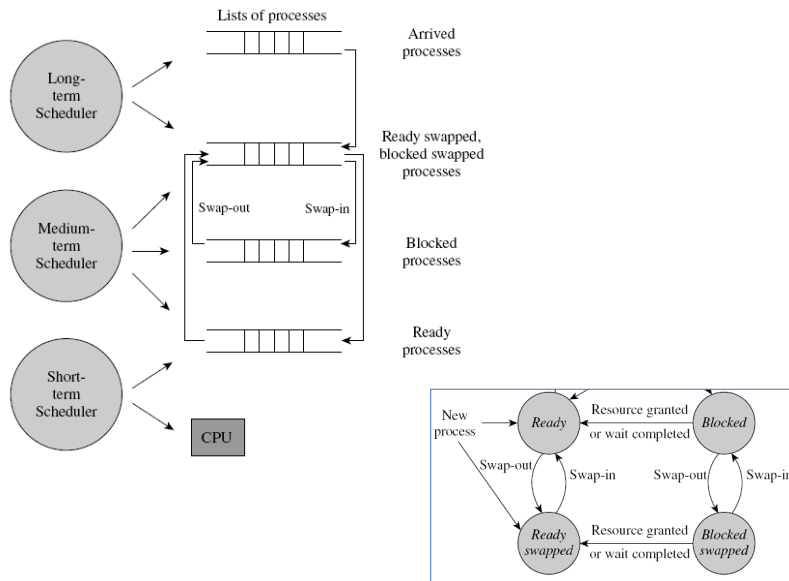 Lists of processes
Arrived
processes
Long-
term
Scheduler
Ready swapped,
blocked swapped
processes
Swap-out
Swap-in
Medium-
term
Scheduler
Blocked
processes
Ready
processes
Short-
term
Scheduler
CPU
New
process
Ready
Resource granted
or wait completed
Blocked
Swap-out
Swap-in
Swap-out
Swap-in
Ready
swapped
Resource granted
or wait completed
Blocked
swapped